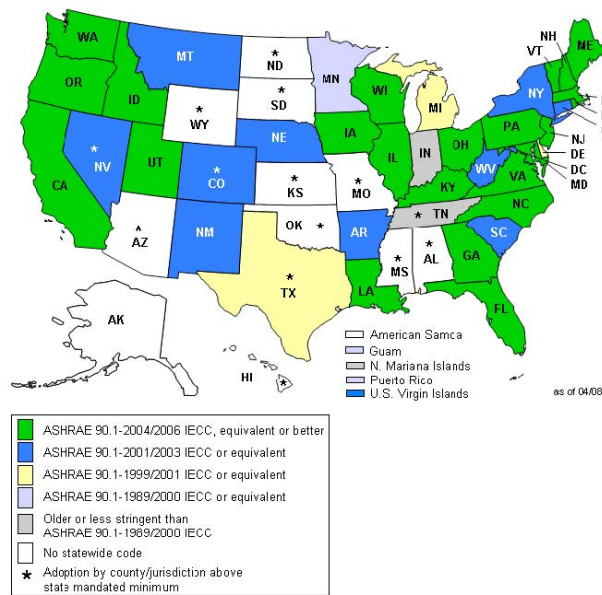 WA
OR
ID
MT
ND
*
SD
*
WY
*
MN
WI
MI
IA
NE
NV
*
UT
CO
*
KS
*
MO
*
IL
IN
OH
KY
WV
VA
PA
NY
NH
VT
ME
NJ
DE
DC
MD
CA
AZ
*
NM
OK *
AR
* TN
NC
SC
TX
*
LA
MS
*
AL
*
GA
FL
AK
HI
*
American Samca
Guam
N. Mariana Islands
Puerto Rico
U.S. Virgin Islands
as of 04/08
ASHRAE 90.1-2004/2006 IECC, equivalent or better
ASHRAE 90.1-2001/2003 IECC or equivalent
ASHRAE 90.1-1999/2001 IECC or equivalent
ASHRAE 90.1-1989/2000 IECC or equivalent
Older or less stringent than
ASHRAE 90.1-1989/2000 IECC
No statewide code
* Adoption by county/jurisdiction above
state mandated minimum